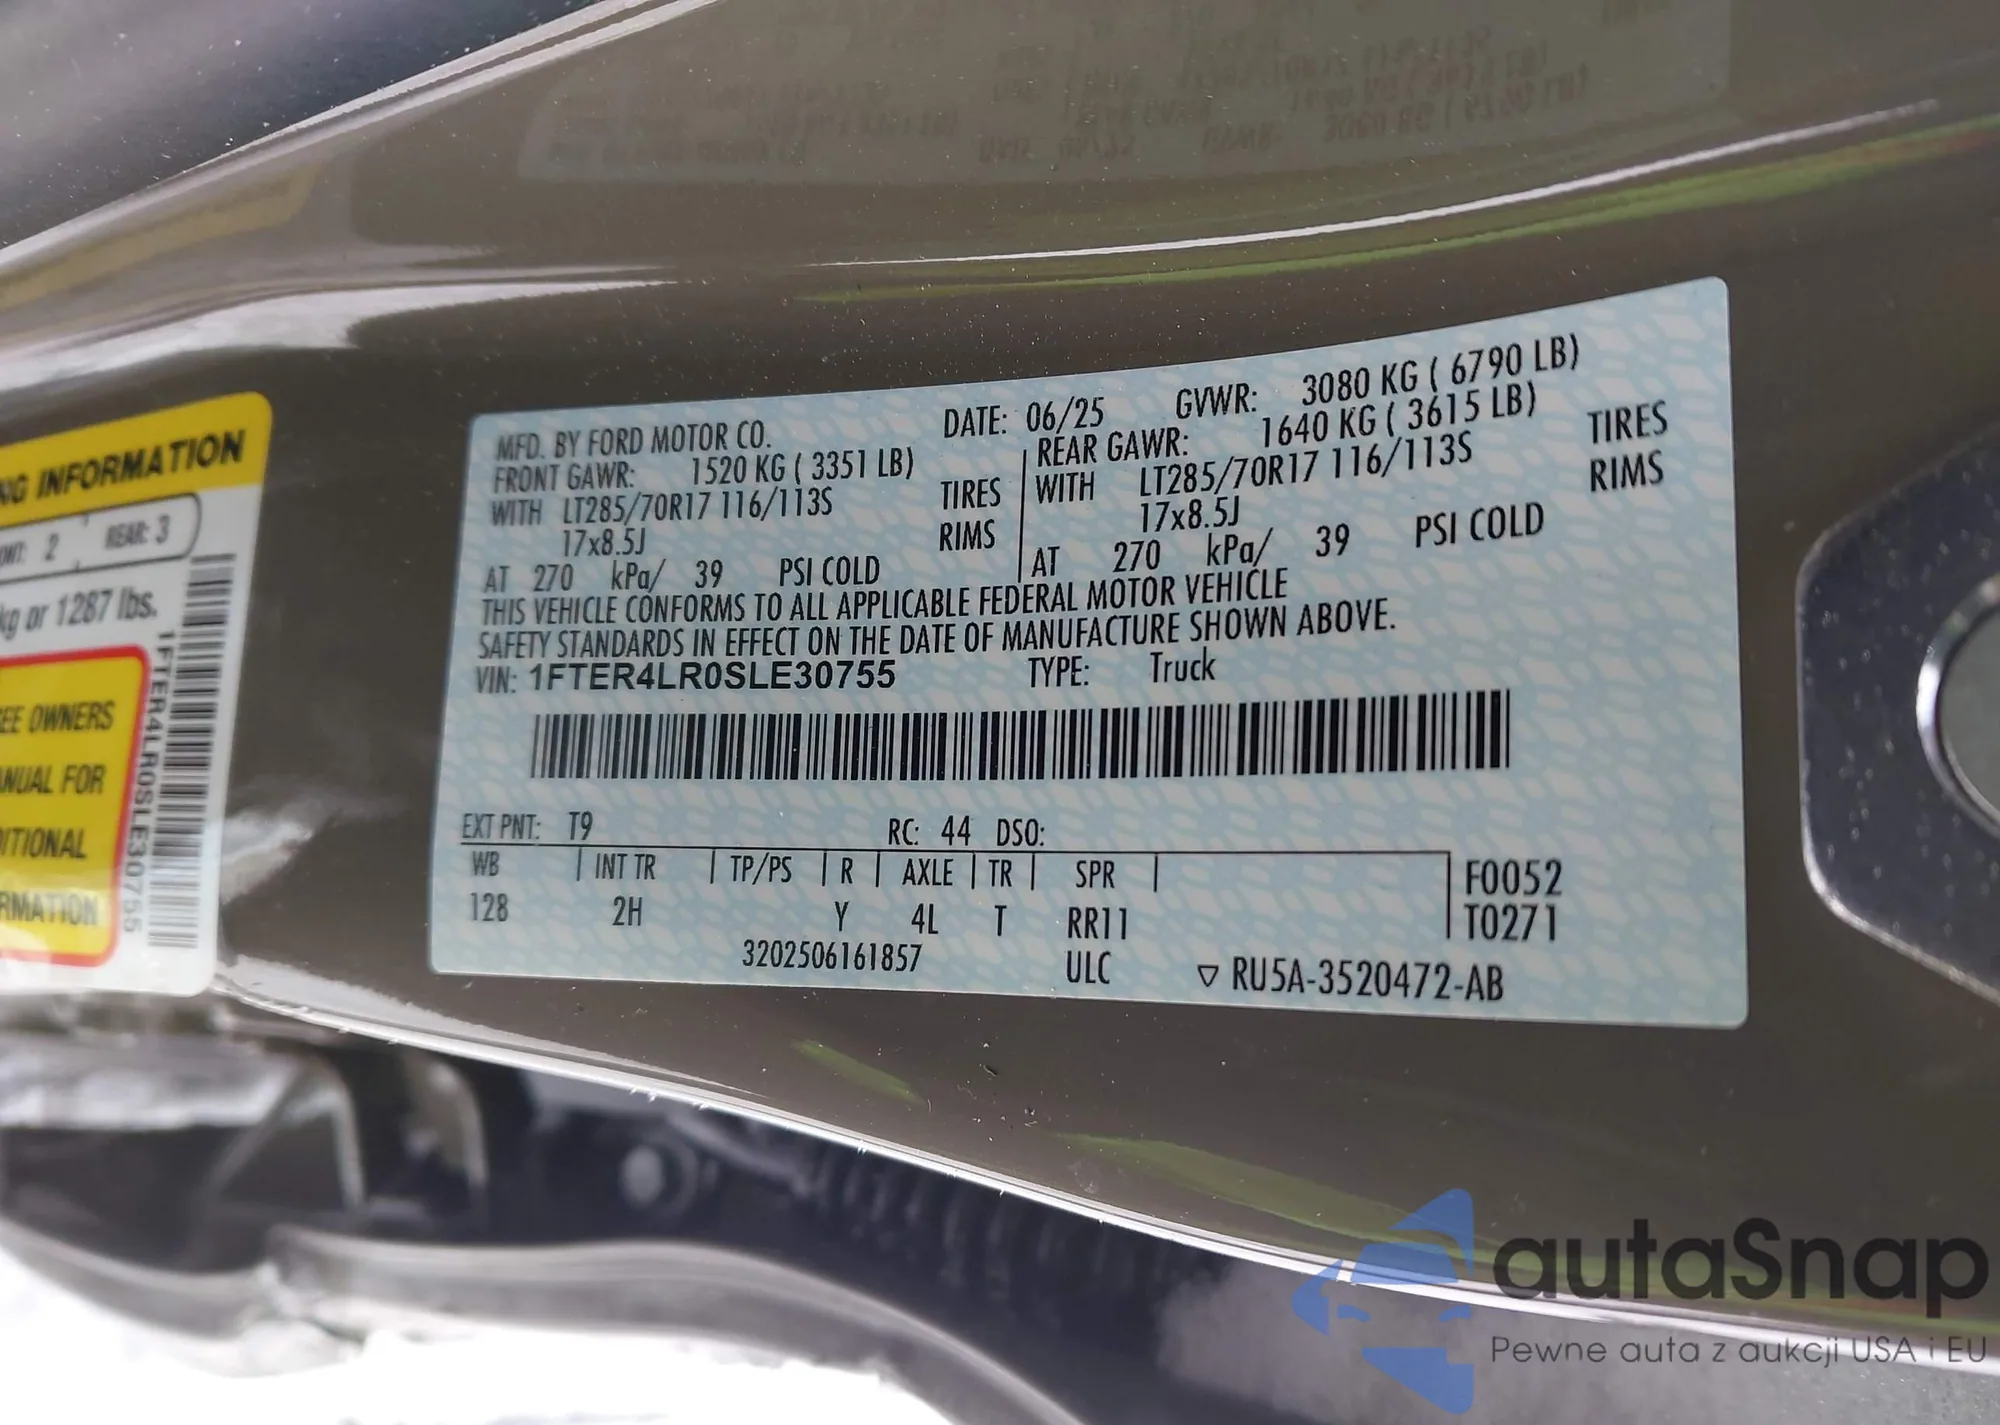 NG INFORMATION
ONT: 2 REAR: 3
kg or 1287 lbs.
EE OWNERS
ANUAL FOR
DITIONAL
RMATION
1FTER4LR0SLE30755
MFD. BY FORD MOTOR CO. DATE: 06/25 GVWR: 3080 KG ( 6790 LB)
FRONT GAWR: 1520 KG ( 3351 LB) REAR GAWR: 1640 KG ( 3615 LB)
WITH LT285/70R17 116/113S TIRES WITH LT285/70R17 116/113S TIRES
17x8.5J RIMS 17x8.5J RIMS
AT 270 kPa/ 39 PSI COLD AT 270 kPa/ 39 PSI COLD
THIS VEHICLE CONFORMS TO ALL APPLICABLE FEDERAL MOTOR VEHICLE
SAFETY STANDARDS IN EFFECT ON THE DATE OF MANUFACTURE SHOWN ABOVE.
VIN: 1FTER4LR0SLE30755 TYPE: Truck
EXT PNT: T9 RC: 44 DSO:
WB INT TR TP/PS R AXLE TR SPR F0052
128 2H Y 4L T RR11 T0271
3202506161857 ULC ▽ RU5A-3520472-AB
autaSnap
Pewne auta z aukcji USA i EU